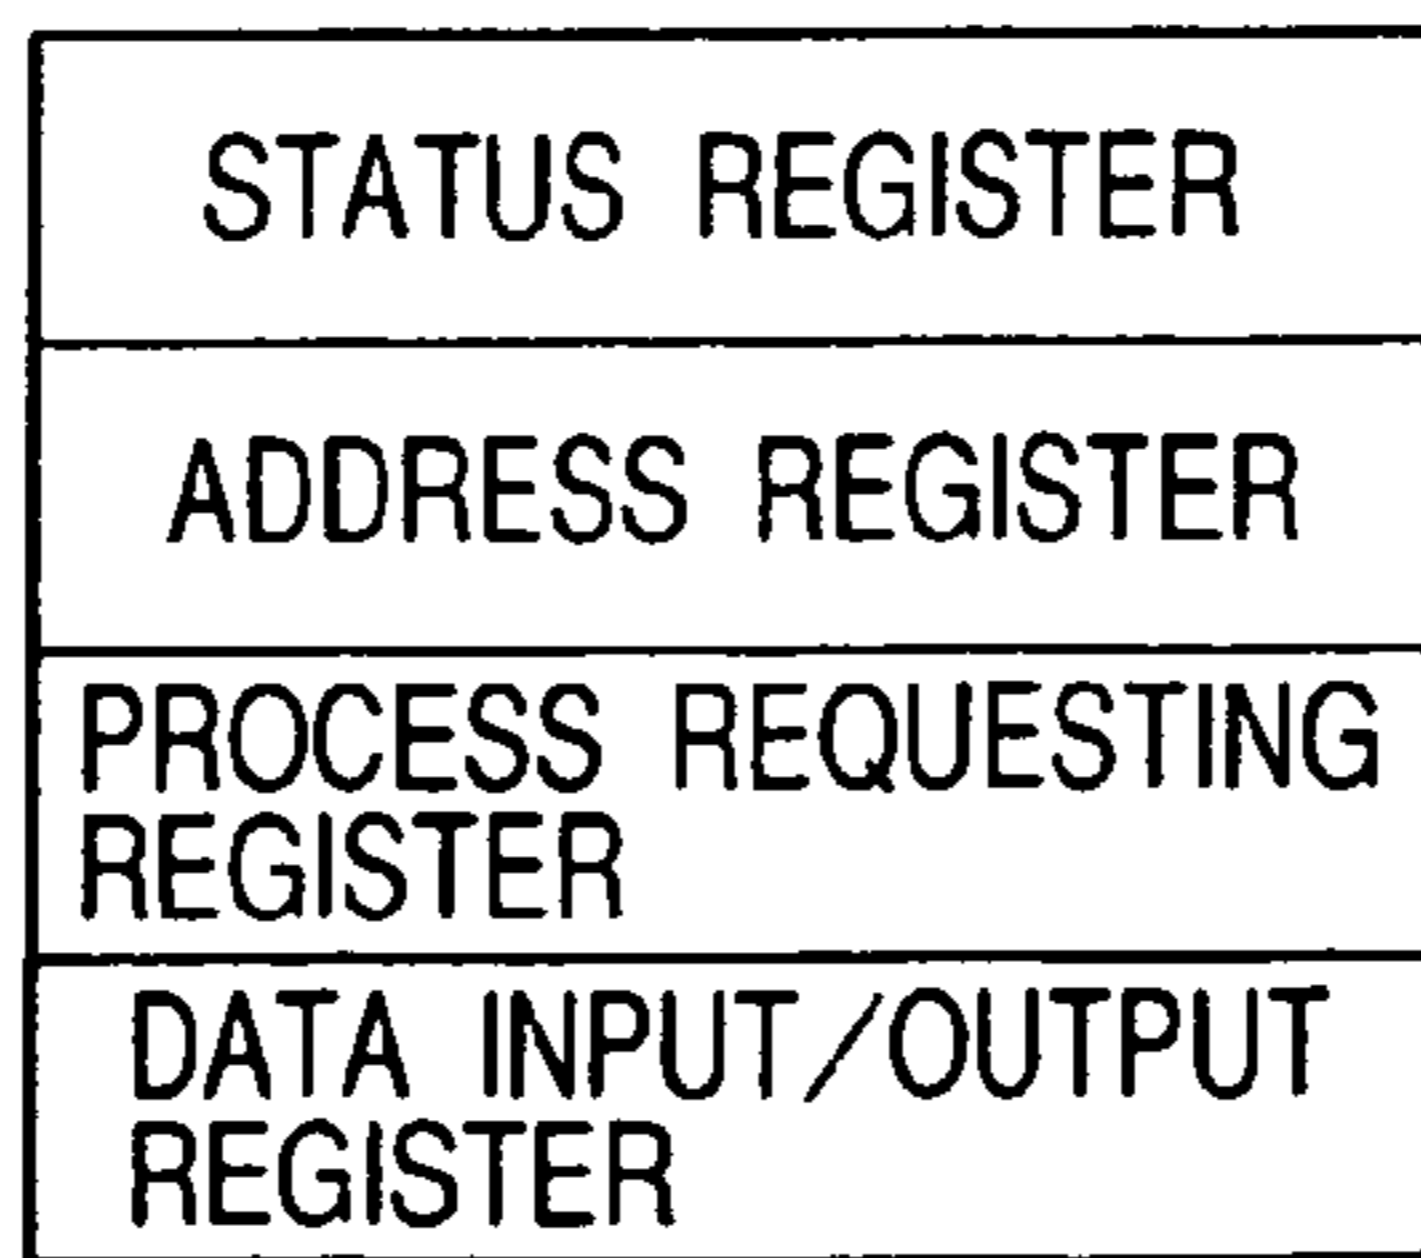 STATUS REGISTER
ADDRESS REGISTER
PROCESS REQUESTING
REGISTER
DATA INPUT/OUTPUT
REGISTER